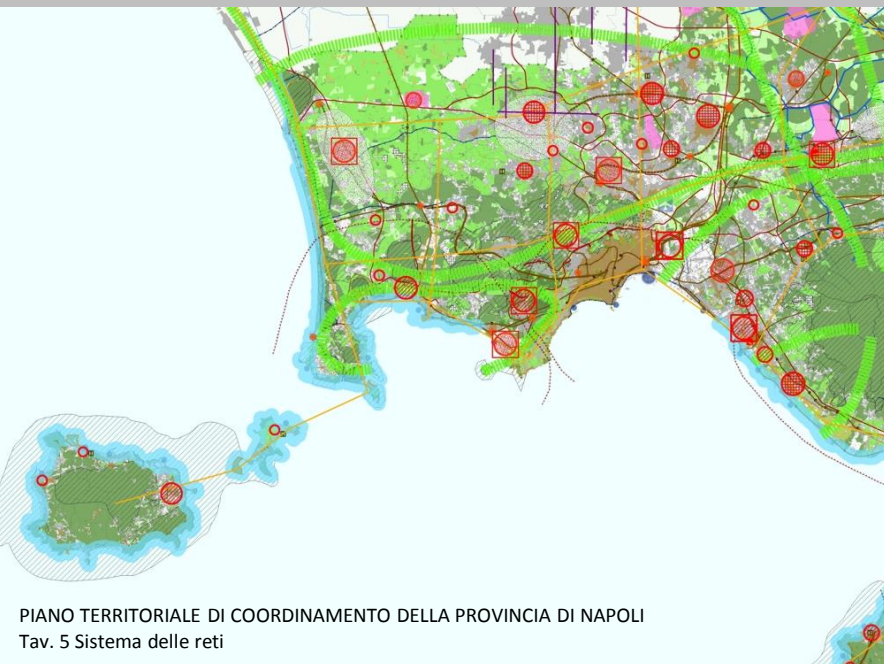 PIANO TERRITORIALE DI COORDINAMENTO DELLA PROVINCIA DI NAPOLI
Tav. 5 Sistema delle reti